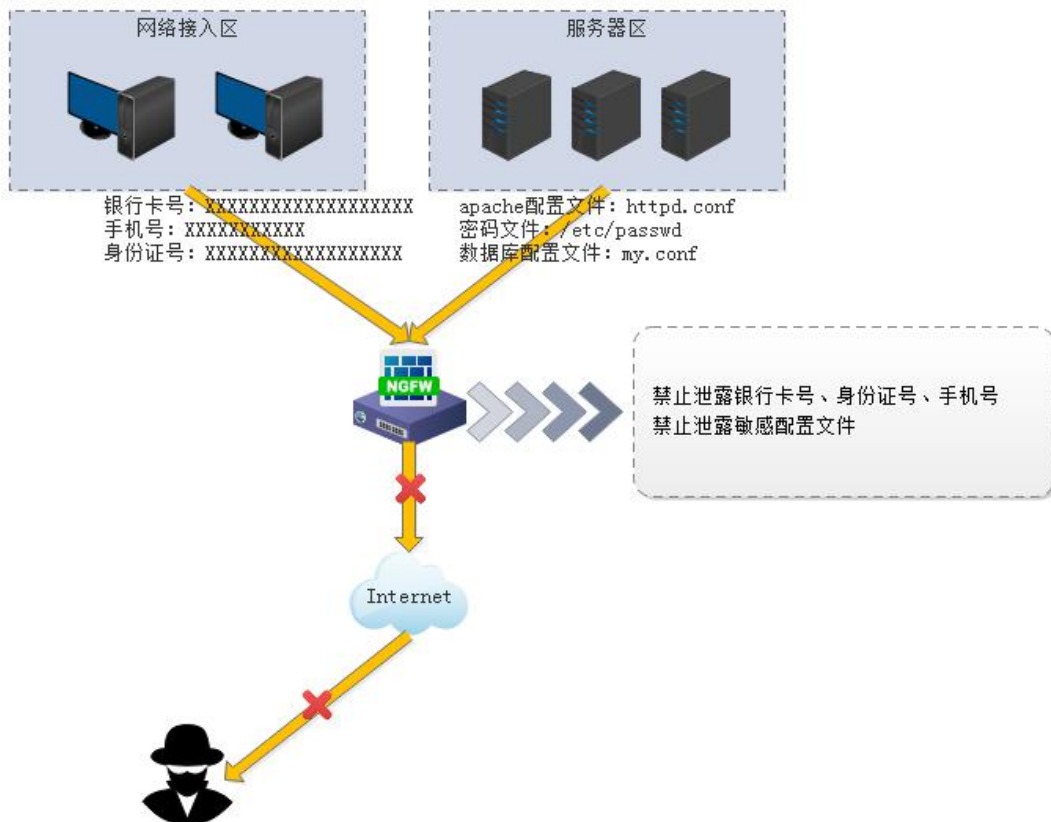 网络接入区
服务器区
银行卡号：XXXXXXXXXXXXXXXXXXX
手机号：XXXXXXXXXXX
身份证号：XXXXXXXXXXXXXXXXXX
apache配置文件：httpd.conf
密码文件：/etc/passwd
数据库配置文件：my.conf
NGFW
禁止泄露银行卡号、身份证号、手机号
禁止泄露敏感配置文件
Internet